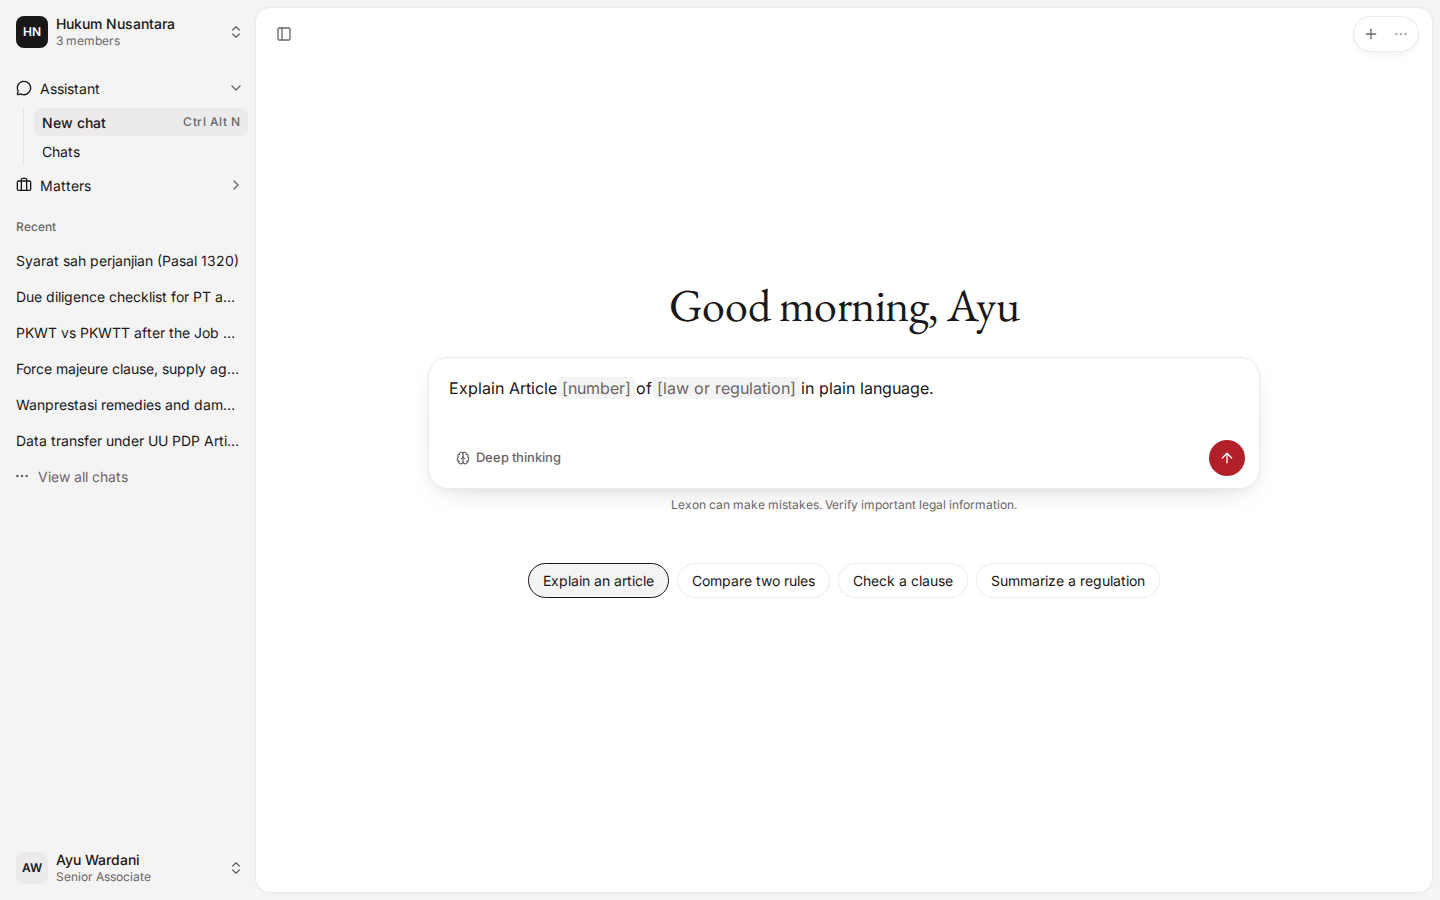 HN
Hukum Nusantara
3 members
Assistant
New chat Ctrl Alt N
Chats
Matters
Recent
Syarat sah perjanjian (Pasal 1320)
Due diligence checklist for PT a...
PKWT vs PKWTT after the Job ...
Force majeure clause, supply ag...
Wanprestasi remedies and dam...
Data transfer under UU PDP Arti...
View all chats
AW
Ayu Wardani
Senior Associate
Good morning, Ayu
Explain Article [number] of [law or regulation] in plain language.
Deep thinking
Lexon can make mistakes. Verify important legal information.
Explain an article Compare two rules Check a clause Summarize a regulation